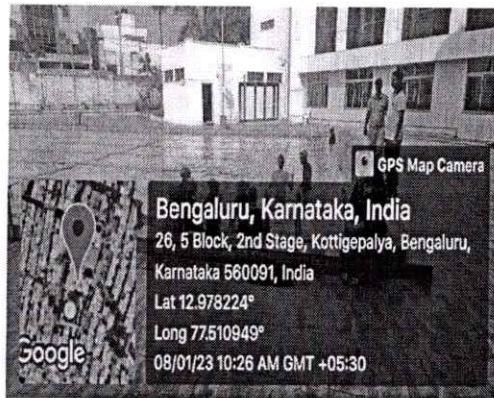 GPS Map Camera
Bengaluru, Karnataka, India
26, 5 Block, 2nd Stage, Kottigepalya, Bengaluru,
Karnataka 560091, India
Lat 12.978224°
Long 77.510949°
08/01/23 10:26 AM GMT +05:30
Google